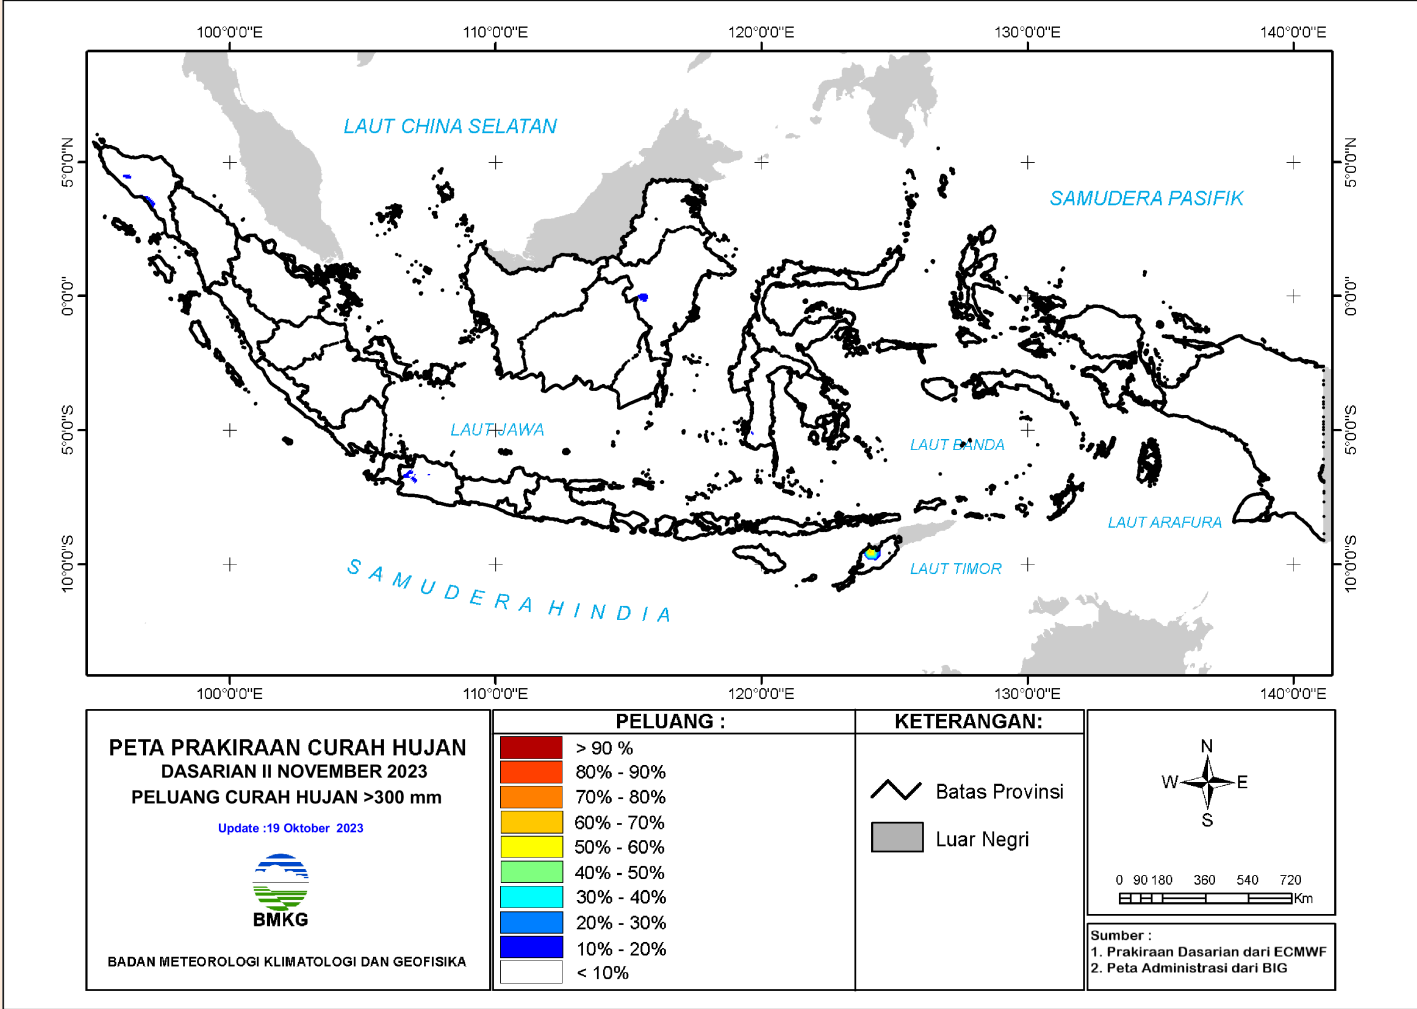 100°0'0"E 110°0'0"E 120°0'0"E 130°0'0"E 140°0'0"E
LAUT CHINA SELATAN
5°0'0"N 5°0'0"N
SAMUDERA PASIFIK
0°0'0" 0°0'0"
5°0'0"S 5°0'0"S
LAUT JAWA
LAUT BANDA
LAUT ARAFURA
10°0'0"S 10°0'0"S
LAUT TIMOR
SAMUDERA HINDIA
100°0'0"E 110°0'0"E 120°0'0"E 130°0'0"E 140°0'0"E
PETA PRAKIRAAN CURAH HUJAN
DASARIAN II NOVEMBER 2023
PELUANG CURAH HUJAN >300 mm
Update :19 Oktober 2023
BMKG
BADAN METEOROLOGI KLIMATOLOGI DAN GEOFISIKA
PELUANG :
> 90 %
80% - 90%
70% - 80%
60% - 70%
50% - 60%
40% - 50%
30% - 40%
20% - 30%
10% - 20%
< 10%
KETERANGAN:
Batas Provinsi
Luar Negri
N
W E
S
0 90 180 360 540 720
Km
Sumber :
1. Prakiraan Dasarian dari ECMWF
2. Peta Administrasi dari BIG